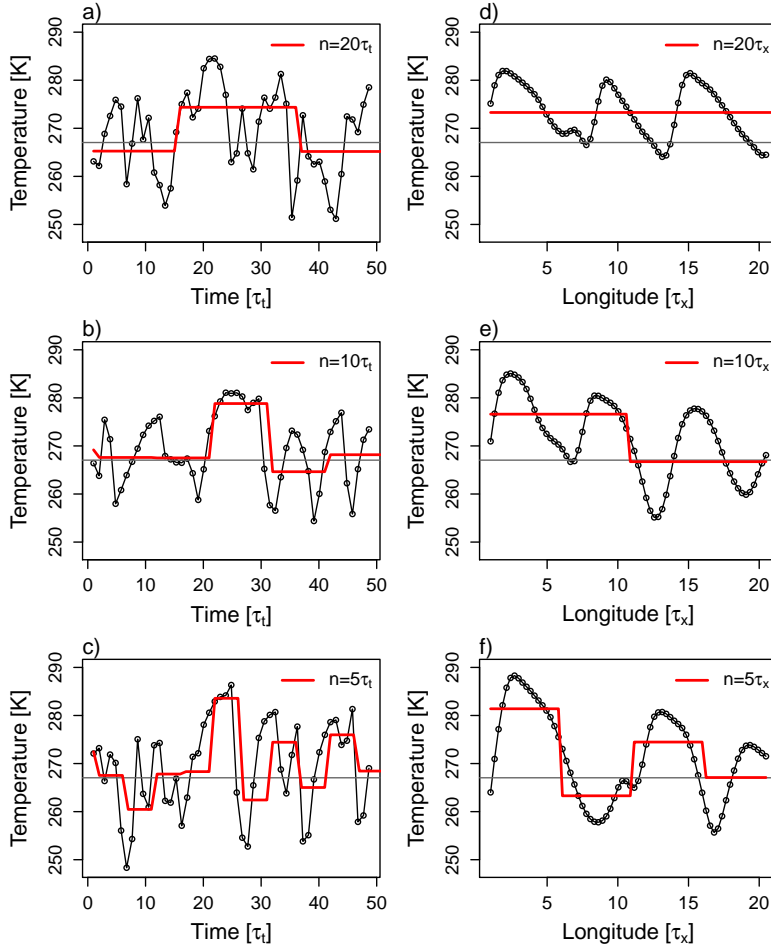 a)
n=20τt
Temperature [K]
290
280
270
260
250
0 10 20 30 40 50
Time [τt]
d)
n=20τx
Temperature [K]
290
280
270
260
250
5 10 15 20
Longitude [τx]
b)
n=10τt
Temperature [K]
290
280
270
260
250
0 10 20 30 40 50
Time [τt]
e)
n=10τx
Temperature [K]
290
280
270
260
250
5 10 15 20
Longitude [τx]
c)
n=5τt
Temperature [K]
290
280
270
260
250
0 10 20 30 40 50
Time [τt]
f)
n=5τx
Temperature [K]
290
280
270
260
250
5 10 15 20
Longitude [τx]